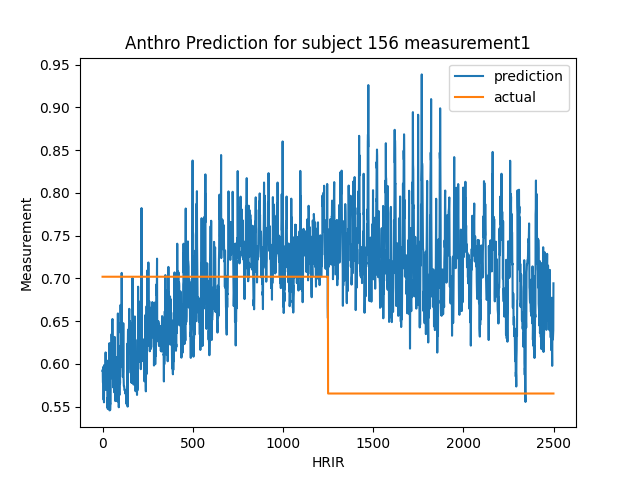 Anthro Prediction for subject 156 measurement1
prediction
actual
Measurement
0.95
0.90
0.85
0.80
0.75
0.70
0.65
0.60
0.55
0 500 1000 1500 2000 2500
HRIR